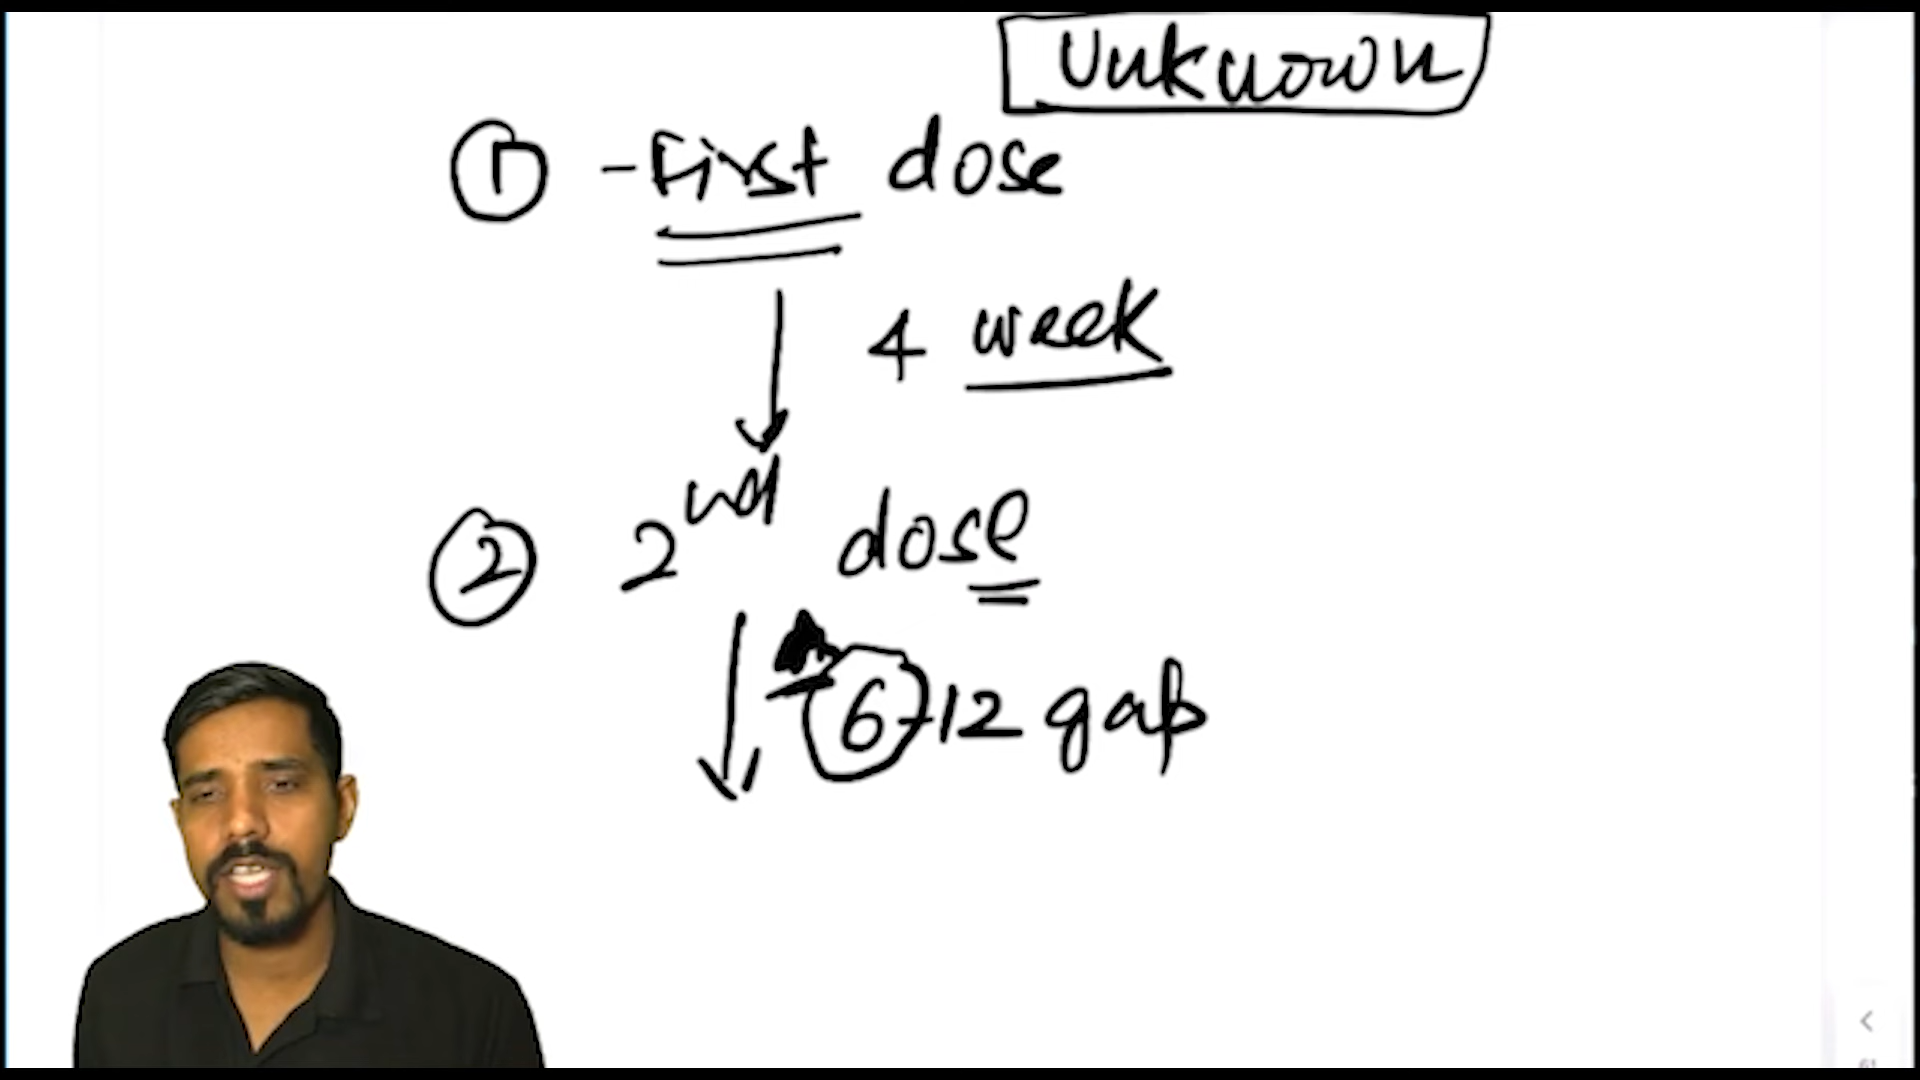 Unknown
① - First dose
4 week
② 2nd dose
6-12 gap